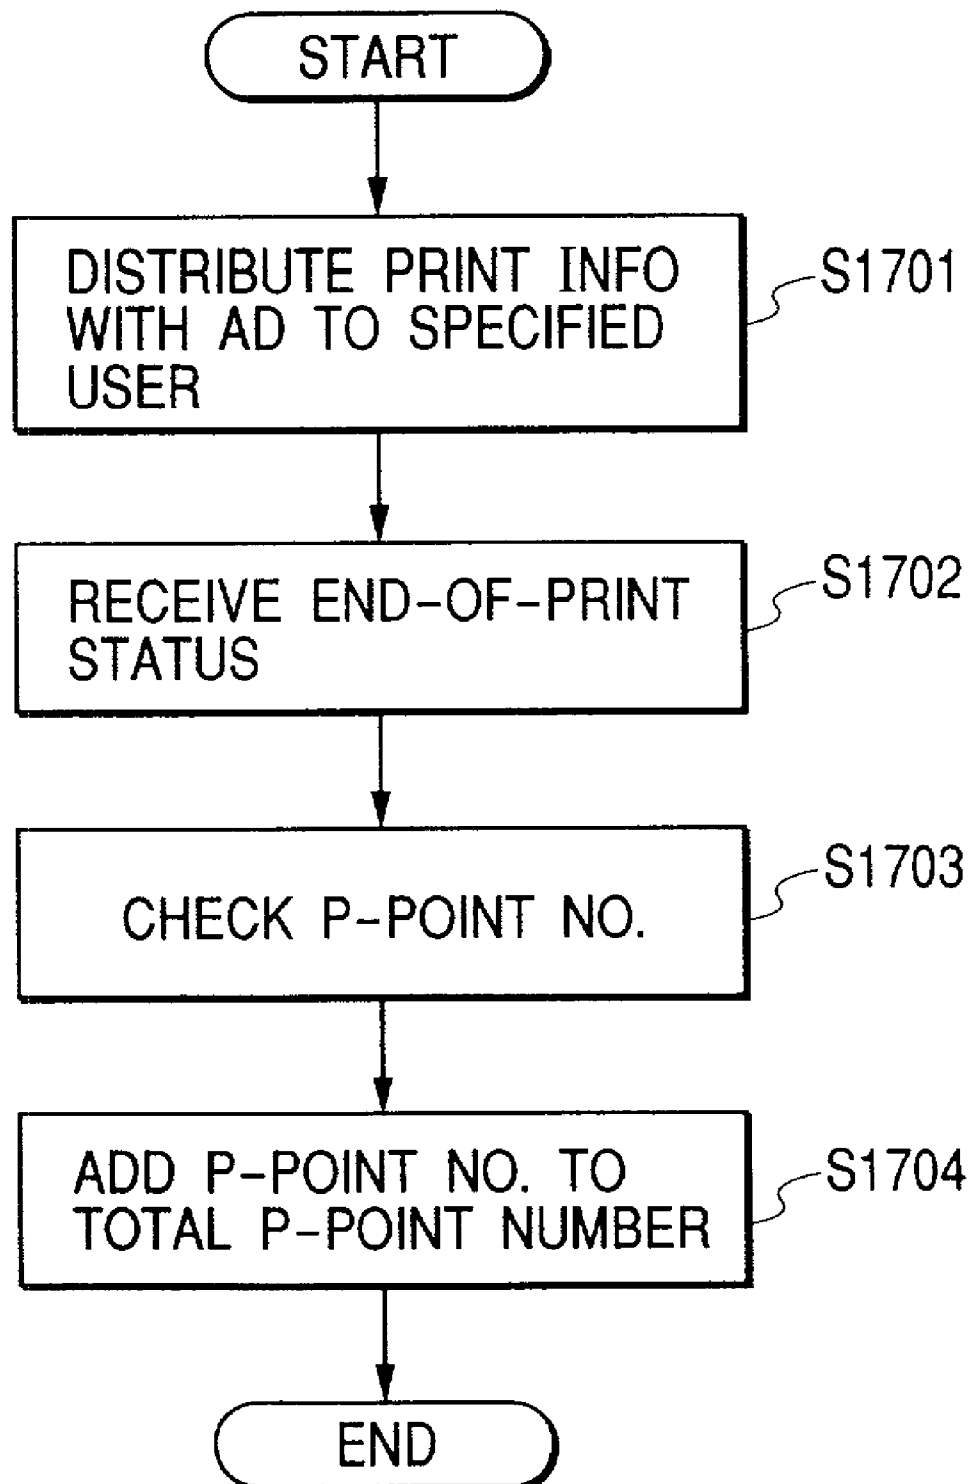 START
DISTRIBUTE PRINT INFO
WITH AD TO SPECIFIED
USER
S1701
RECEIVE END-OF-PRINT
STATUS
S1702
CHECK P-POINT NO.
S1703
ADD P-POINT NO. TO
TOTAL P-POINT NUMBER
S1704
END